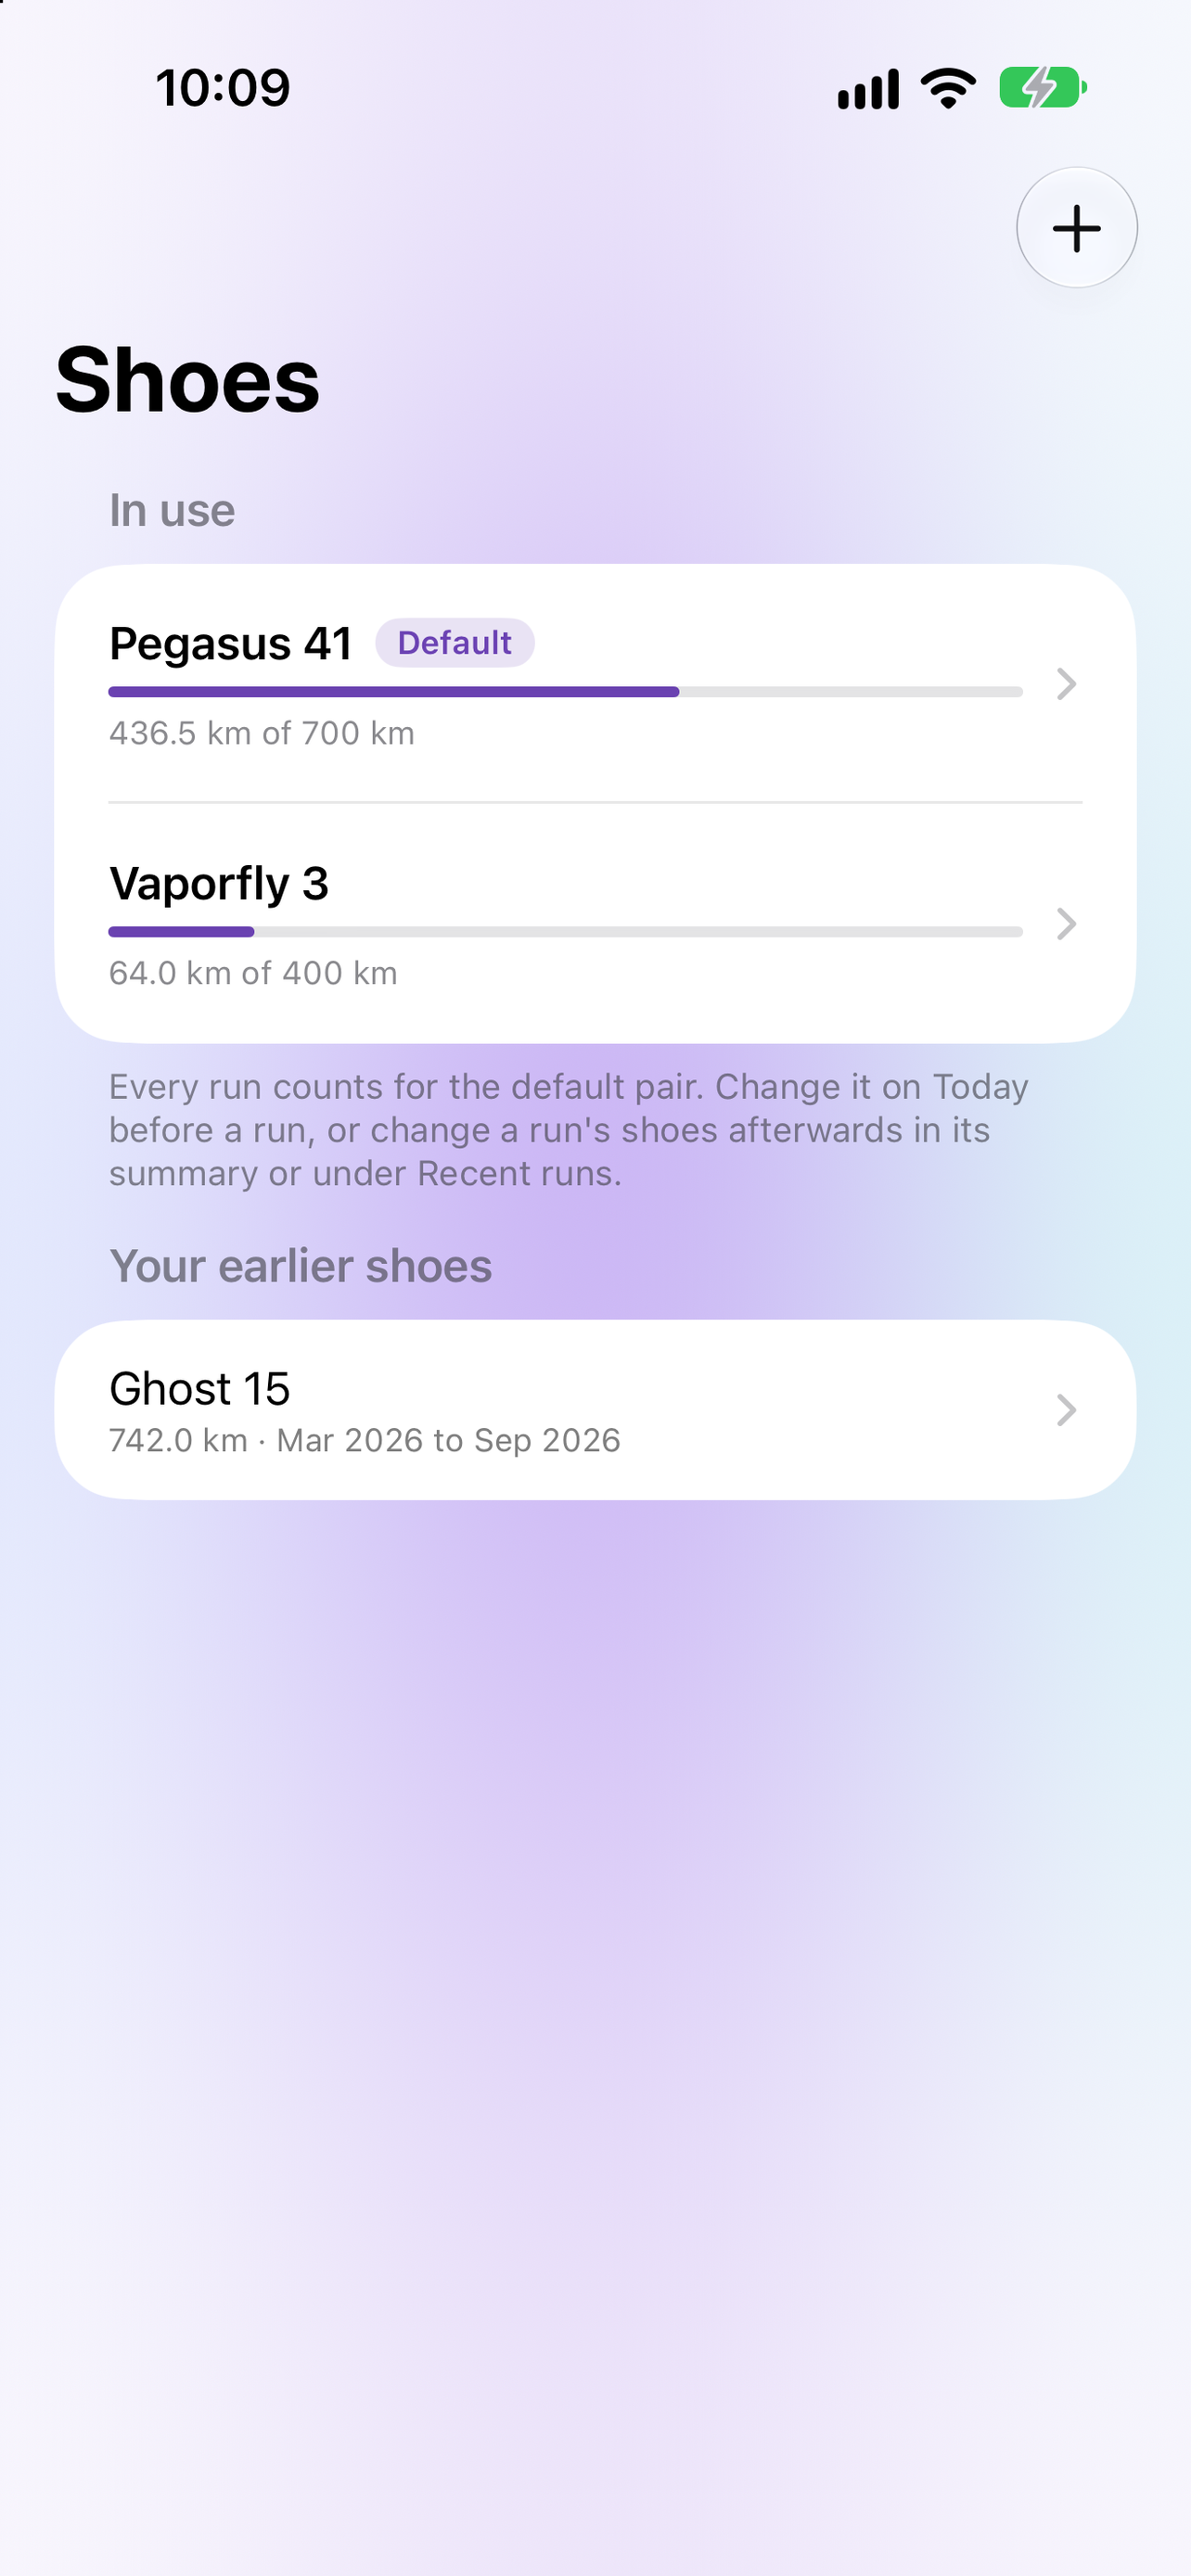 10:09
Shoes
In use
Pegasus 41 Default
436.5 km of 700 km
Vaporfly 3
64.0 km of 400 km
Every run counts for the default pair. Change it on Today
before a run, or change a run's shoes afterwards in its
summary or under Recent runs.
Your earlier shoes
Ghost 15
742.0 km · Mar 2026 to Sep 2026